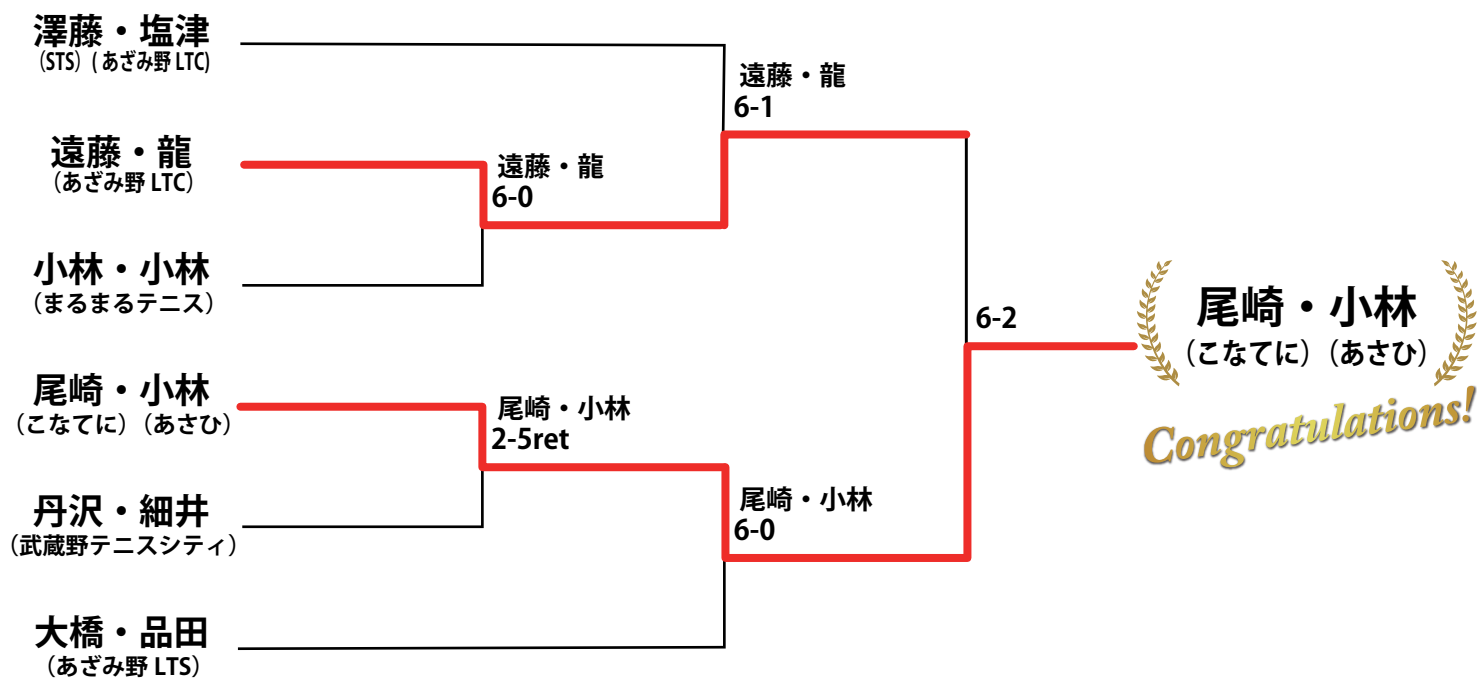 澤藤・塩津
（STS）( あざみ野 LTC)
遠藤・龍
（あざみ野 LTC）
小林・小林
（まるまるテニス）
尾崎・小林
（こなてに）（あさひ）
丹沢・細井
（武蔵野テニスシティ）
大橋・品田
（あざみ野 LTS）
遠藤・龍
6-0
尾崎・小林
2-5ret
遠藤・龍
6-1
尾崎・小林
6-0
6-2
尾崎・小林
（こなてに）（あさひ）
Congratulations!